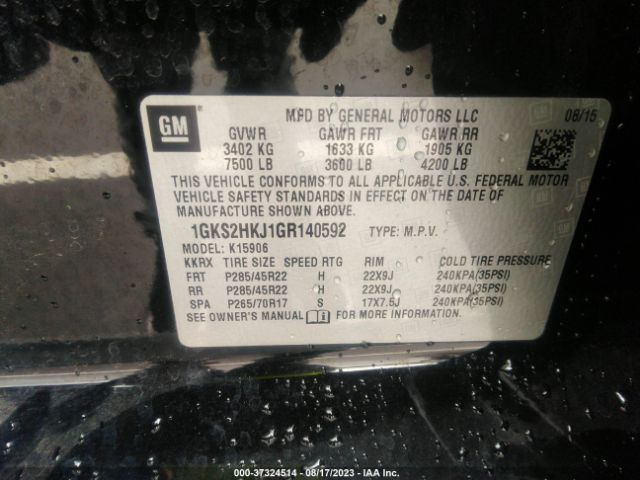 GM
MFD BY GENERAL MOTORS LLC 08/15
GVWR GAWR FRT GAWR RR
3402 KG 1633 KG 1905 KG
7500 LB 3600 LB 4200 LB
THIS VEHICLE CONFORMS TO ALL APPLICABLE U.S. FEDERAL MOTOR
VEHICLE SAFETY STANDARDS IN EFFECT ON THE DATE OF
MANUFACTURE SHOWN ABOVE.
1GKS2HKJ1GR140592 TYPE: M.P.V.
MODEL: K15906
KKRX TIRE SIZE SPEED RTG RIM COLD TIRE PRESSURE
FRT P285/45R22 H 22X9J 240KPA(35PSI)
RR P285/45R22 H 22X9J 240KPA(35PSI)
SPA P265/70R17 S 17X7.5J 240KPA(35PSI)
SEE OWNER'S MANUAL FOR MORE INFORMATION.
000-37324514 - 08/17/2023 - IAA Inc.